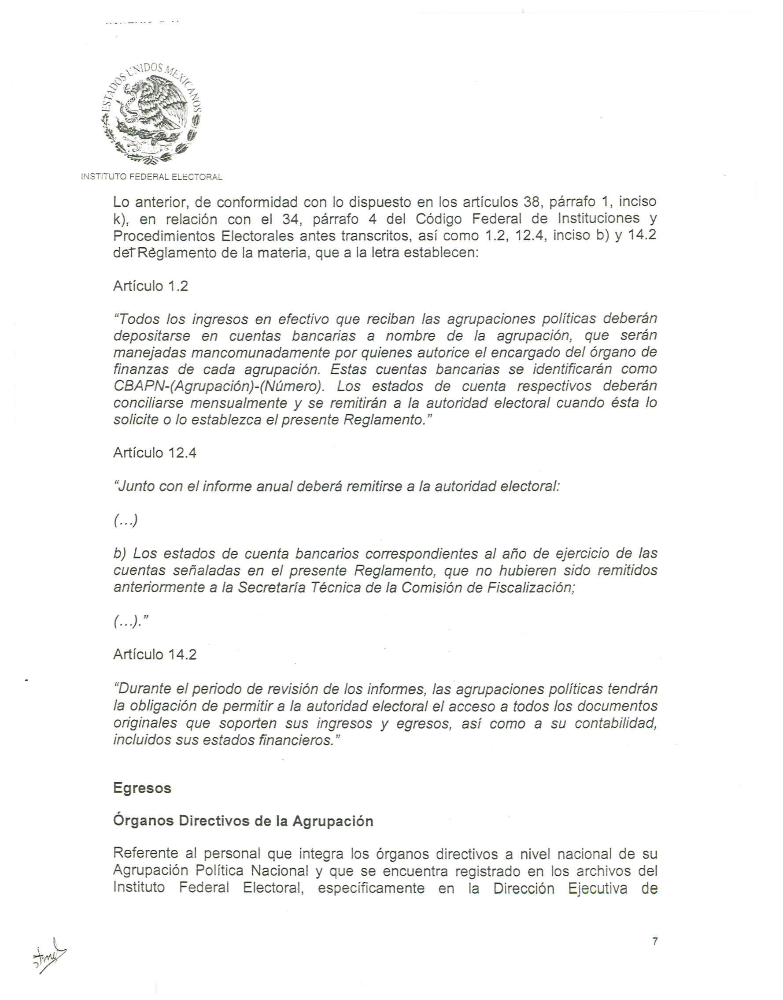 ESTADOS UNIDOS MEXICANOS
INSTITUTO FEDERAL ELECTORAL
Lo anterior, de conformidad con lo dispuesto en los artículos 38, párrafo 1, inciso
k), en relación con el 34, párrafo 4 del Código Federal de Instituciones y
Procedimientos Electorales antes transcritos, así como 1.2, 12.4, inciso b) y 14.2
del Reglamento de la materia, que a la letra establecen:
Artículo 1.2
“Todos los ingresos en efectivo que reciban las agrupaciones políticas deberán
depositarse en cuentas bancarias a nombre de la agrupación, que serán
manejadas mancomunadamente por quienes autorice el encargado del órgano de
finanzas de cada agrupación. Estas cuentas bancarias se identificarán como
CBAPN-(Agrupación)-(Número). Los estados de cuenta respectivos deberán
conciliarse mensualmente y se remitirán a la autoridad electoral cuando ésta lo
solicite o lo establezca el presente Reglamento.”
Artículo 12.4
“Junto con el informe anual deberá remitirse a la autoridad electoral:
(...)
b) Los estados de cuenta bancarios correspondientes al año de ejercicio de las
cuentas señaladas en el presente Reglamento, que no hubieren sido remitidos
anteriormente a la Secretaría Técnica de la Comisión de Fiscalización;
(...).”
Artículo 14.2
“Durante el periodo de revisión de los informes, las agrupaciones políticas tendrán
la obligación de permitir a la autoridad electoral el acceso a todos los documentos
originales que soporten sus ingresos y egresos, así como a su contabilidad,
incluidos sus estados financieros.”
Egresos
Órganos Directivos de la Agrupación
Referente al personal que integra los órganos directivos a nivel nacional de su
Agrupación Política Nacional y que se encuentra registrado en los archivos del
Instituto Federal Electoral, específicamente en la Dirección Ejecutiva de
7